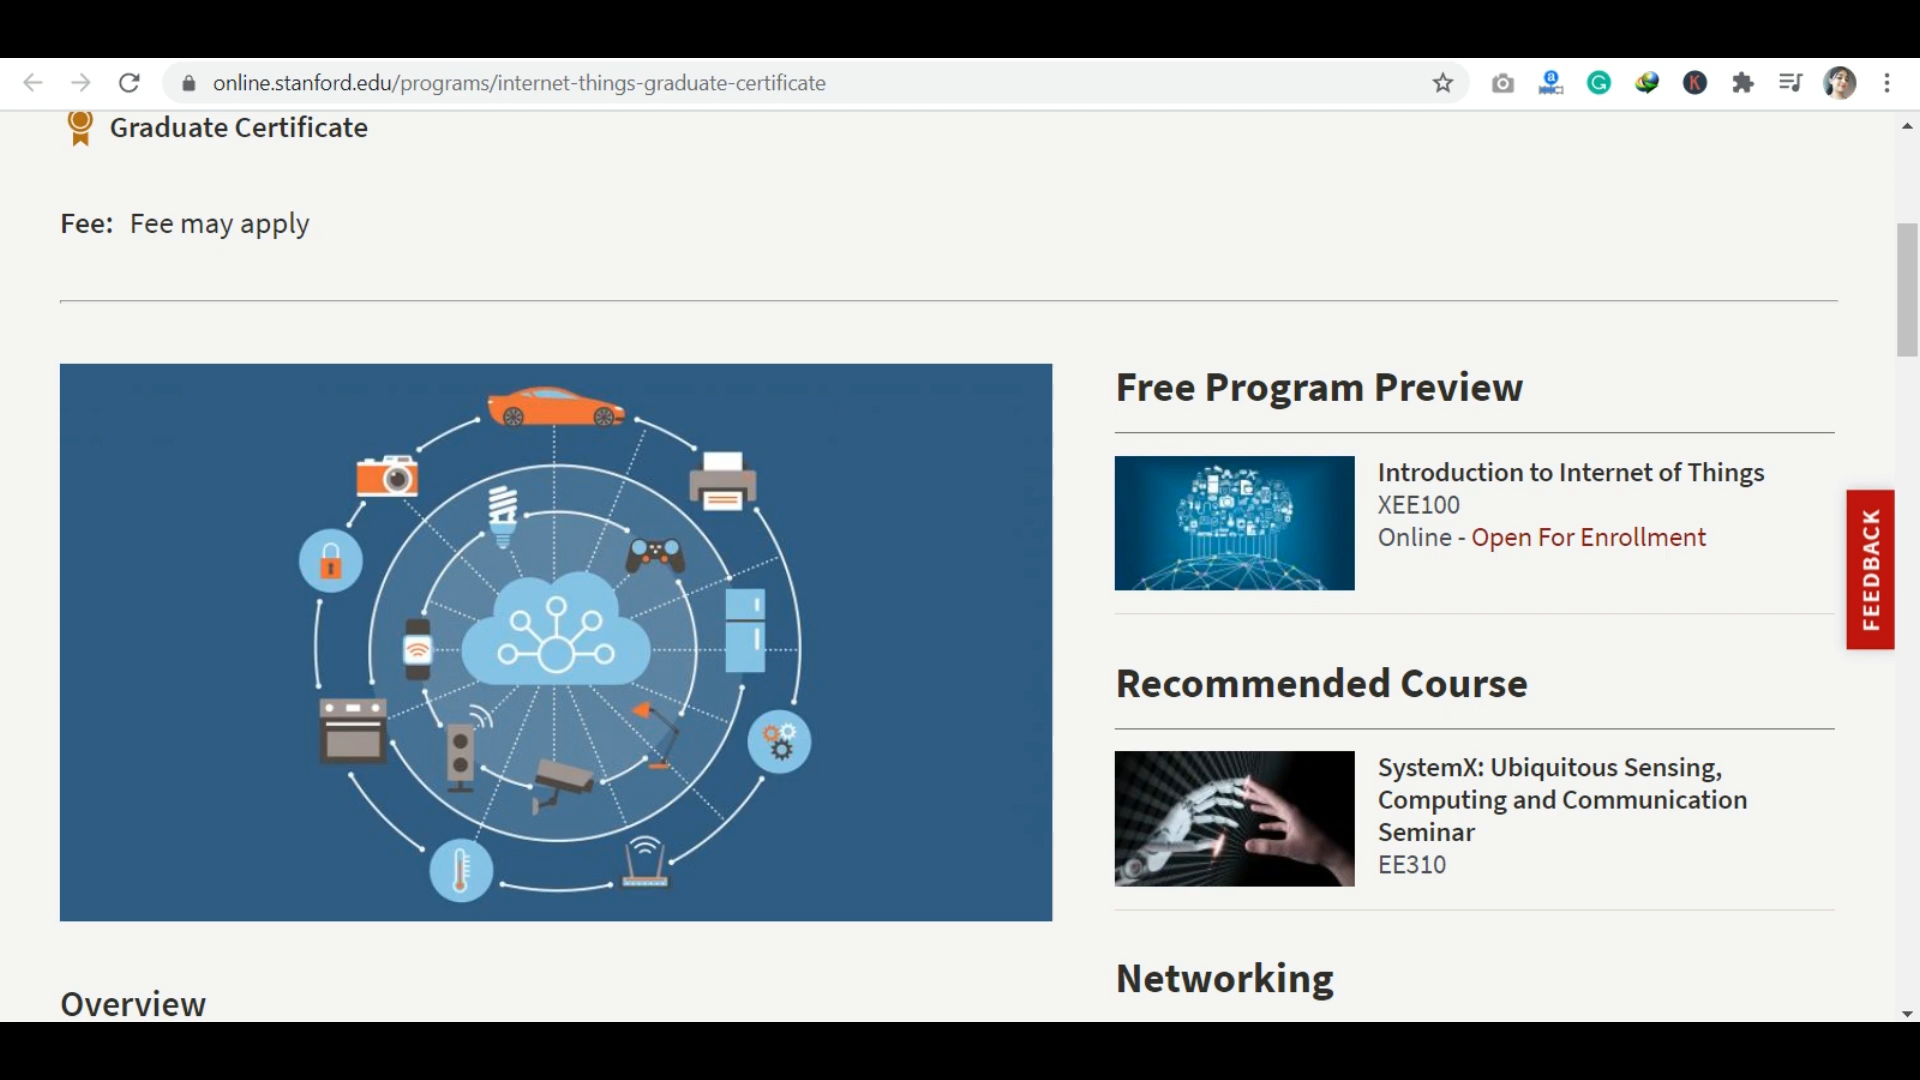 online.stanford.edu/programs/internet-things-graduate-certificate
Graduate Certificate
Fee: Fee may apply
Free Program Preview
Introduction to Internet of Things
XEE100
Online - Open For Enrollment
FEEDBACK
Recommended Course
SystemX: Ubiquitous Sensing,
Computing and Communication
Seminar
EE310
Networking
Overview